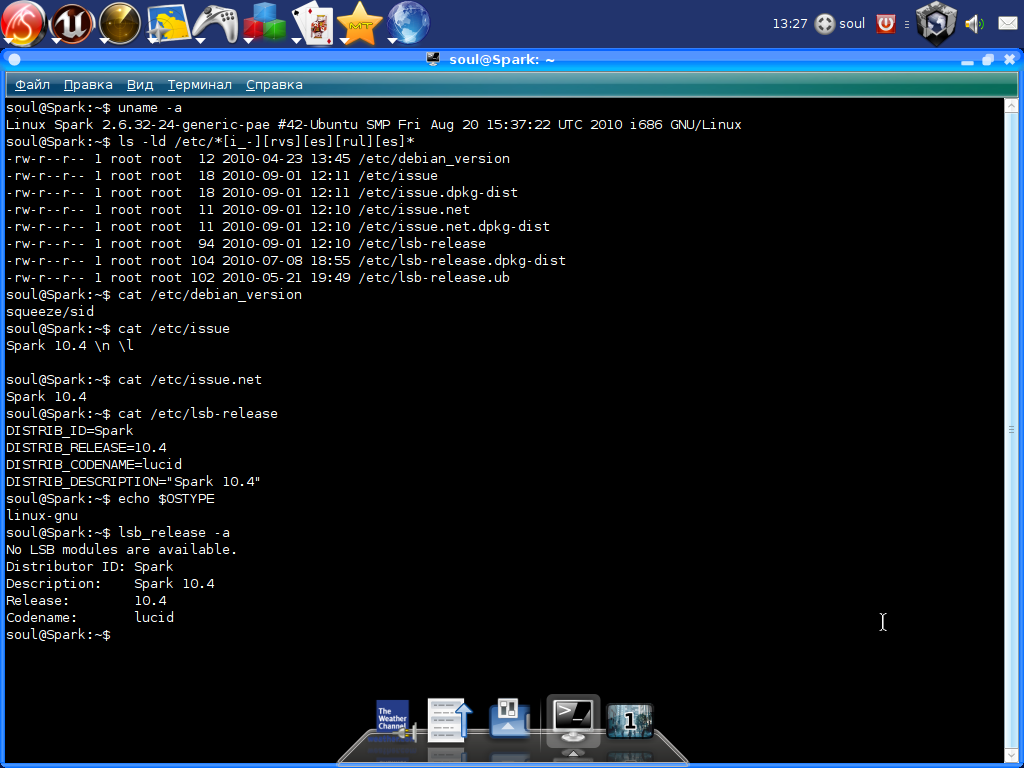 13:27 soul
soul@Spark: ~
Файл Правка Вид Терминал Справка
soul@Spark:~$ uname -a
Linux Spark 2.6.32-24-generic-pae #42-Ubuntu SMP Fri Aug 20 15:37:22 UTC 2010 i686 GNU/Linux
soul@Spark:~$ ls -ld /etc/*[i_-][rvs][es][rul][es]*
-rw-r--r-- 1 root root  12 2010-04-23 13:45 /etc/debian_version
-rw-r--r-- 1 root root  18 2010-09-01 12:11 /etc/issue
-rw-r--r-- 1 root root  18 2010-09-01 12:11 /etc/issue.dpkg-dist
-rw-r--r-- 1 root root  11 2010-09-01 12:10 /etc/issue.net
-rw-r--r-- 1 root root  11 2010-09-01 12:10 /etc/issue.net.dpkg-dist
-rw-r--r-- 1 root root  94 2010-09-01 12:10 /etc/lsb-release
-rw-r--r-- 1 root root 104 2010-07-08 18:55 /etc/lsb-release.dpkg-dist
-rw-r--r-- 1 root root 102 2010-05-21 19:49 /etc/lsb-release.ub
soul@Spark:~$ cat /etc/debian_version
squeeze/sid
soul@Spark:~$ cat /etc/issue
Spark 10.4 \n \l
soul@Spark:~$ cat /etc/issue.net
Spark 10.4
soul@Spark:~$ cat /etc/lsb-release
DISTRIB_ID=Spark
DISTRIB_RELEASE=10.4
DISTRIB_CODENAME=lucid
DISTRIB_DESCRIPTION="Spark 10.4"
soul@Spark:~$ echo $OSTYPE
linux-gnu
soul@Spark:~$ lsb_release -a
No LSB modules are available.
Distributor ID: Spark
Description:    Spark 10.4
Release:        10.4
Codename:       lucid
soul@Spark:~$
The
Weather
Channel
1